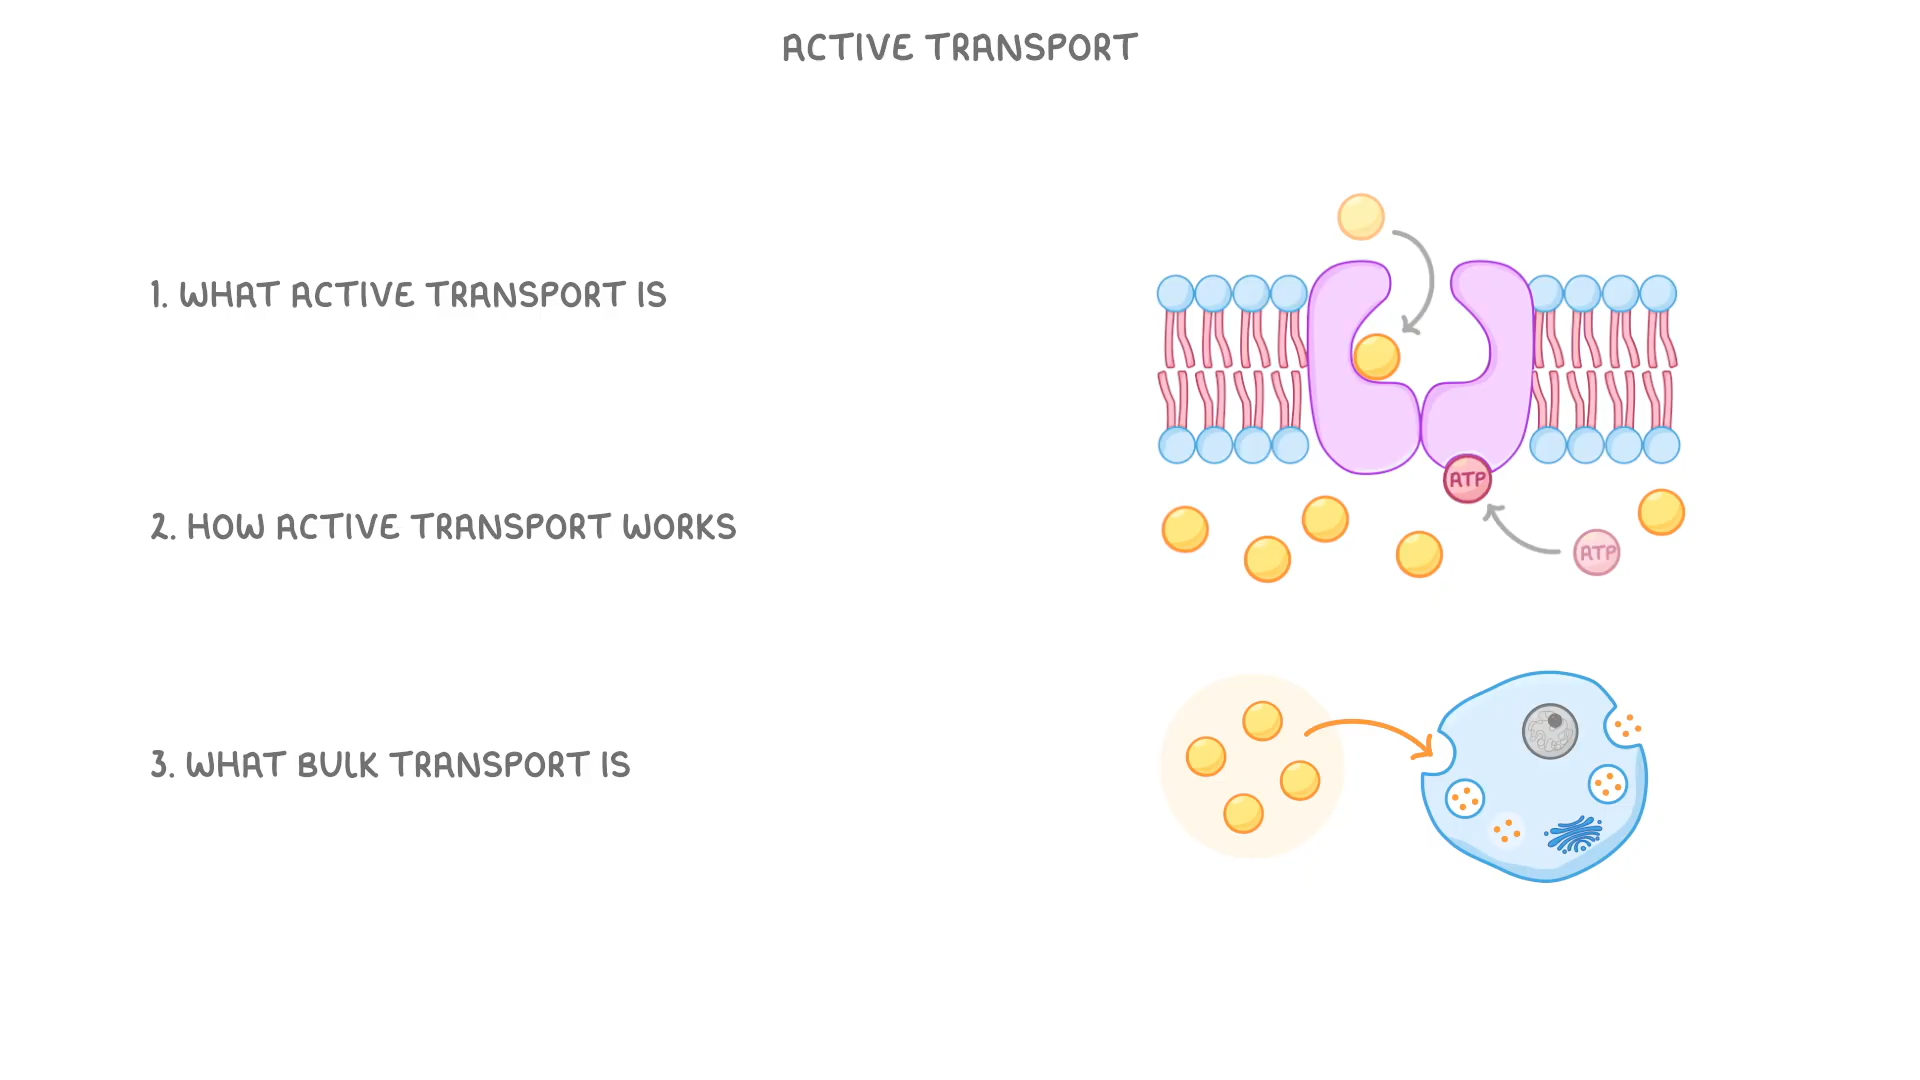 ACTIVE TRANSPORT
1. WHAT ACTIVE TRANSPORT IS
2. HOW ACTIVE TRANSPORT WORKS
3. WHAT BULK TRANSPORT IS
ATP
ATP